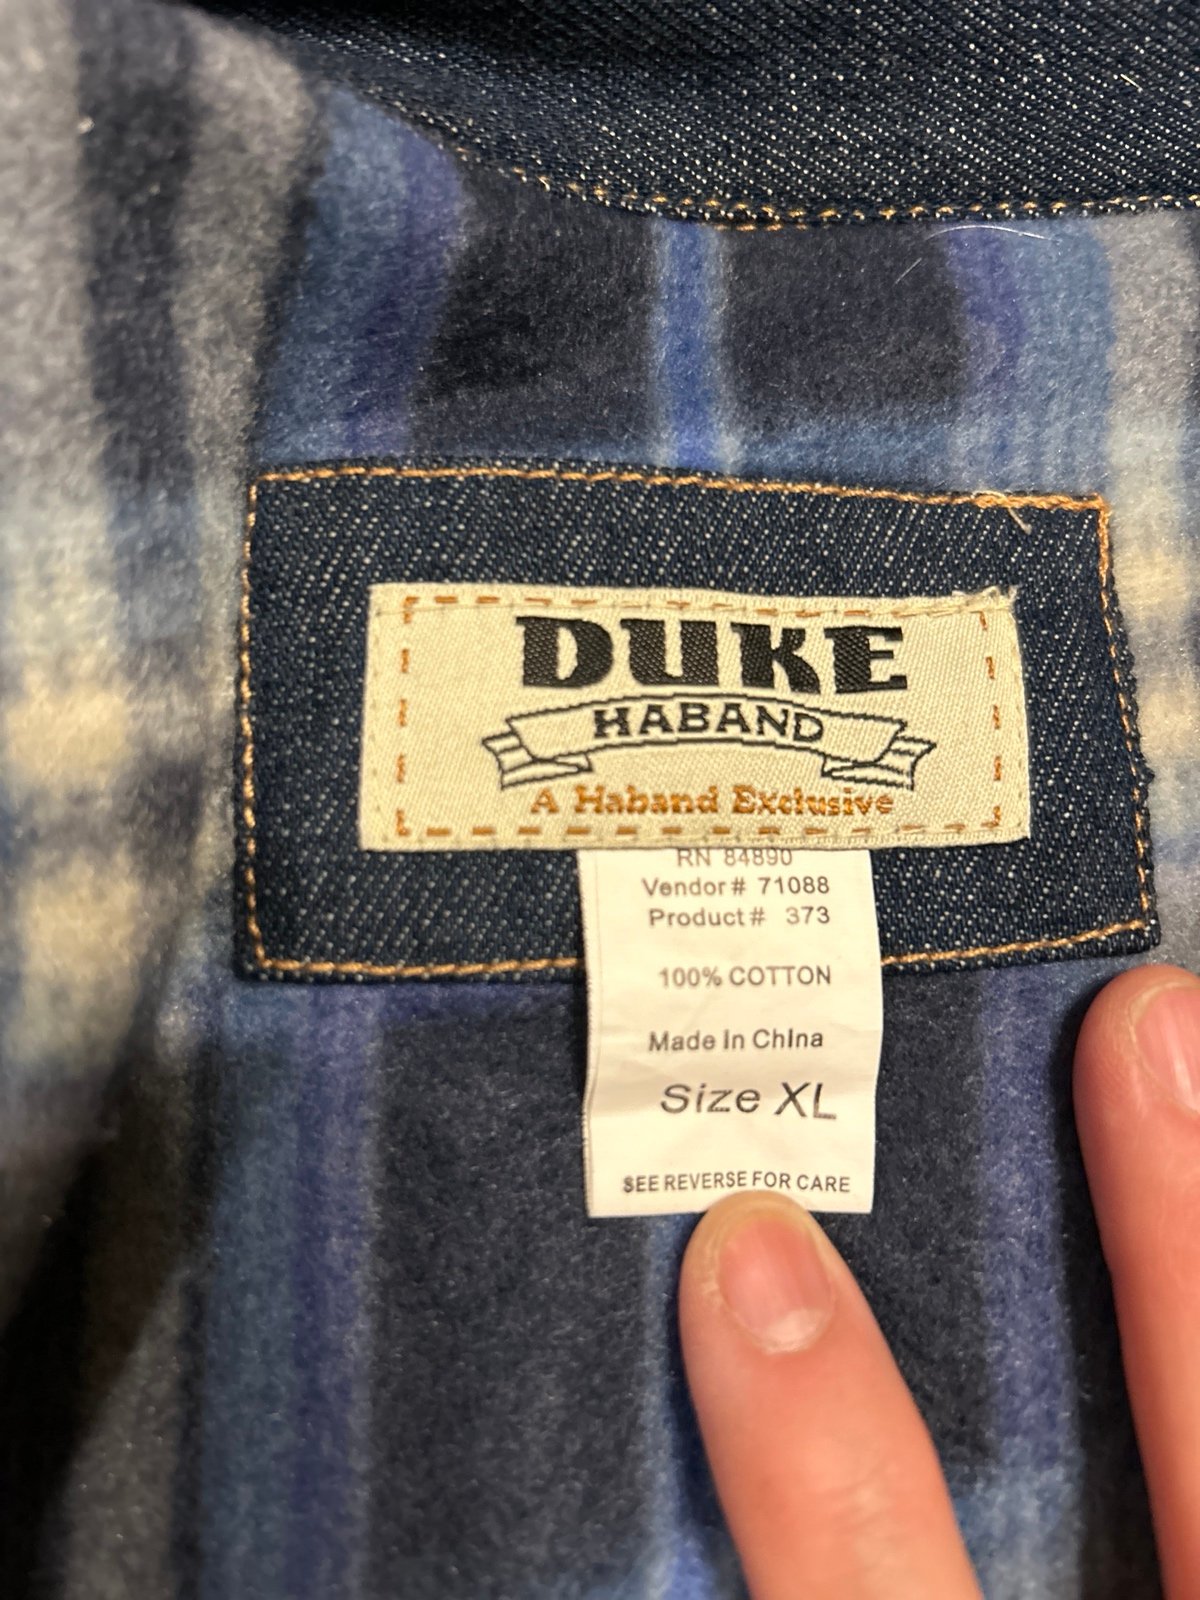 DUKE
HABAND
A Haband Exclusive
RN 84890
Vendor# 71088
Product# 373
100% COTTON
Made In China
Size XL
SEE REVERSE FOR CARE